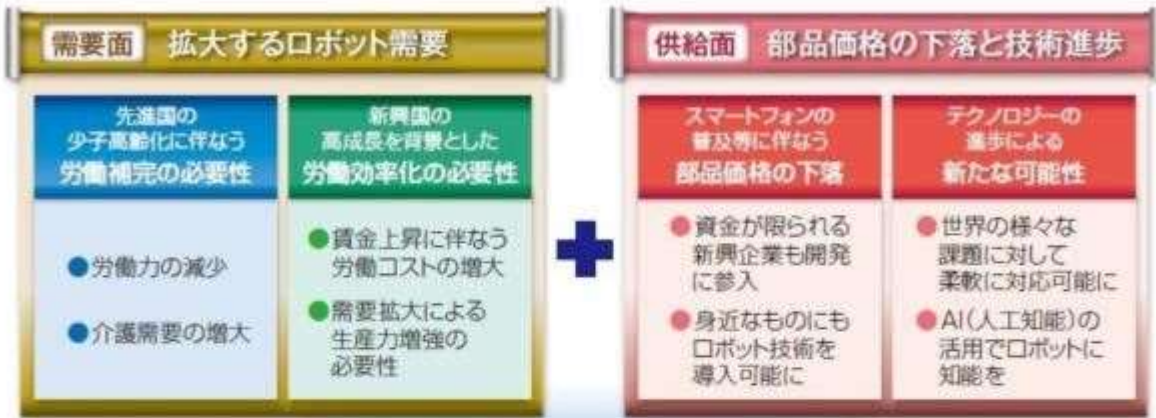 需要面 拡大するロボット需要
先進国の
少子高齢化に伴なう
労働補完の必要性
●労働力の減少
●介護需要の増大
新興国の
高成長を背景とした
労働効率化の必要性
●賃金上昇に伴なう
労働コストの増大
●需要拡大による
生産力増強の
必要性
供給面 部品価格の下落と技術進歩
スマートフォンの
普及等に伴なう
部品価格の下落
●資金が限られる
新興企業も開発
に参入
●身近なものにも
ロボット技術を
導入可能に
テクノロジーの
進歩による
新たな可能性
●世界の様々な
課題に対して
柔軟に対応可能に
●AI(人工知能)の
活用でロボットに
知能を